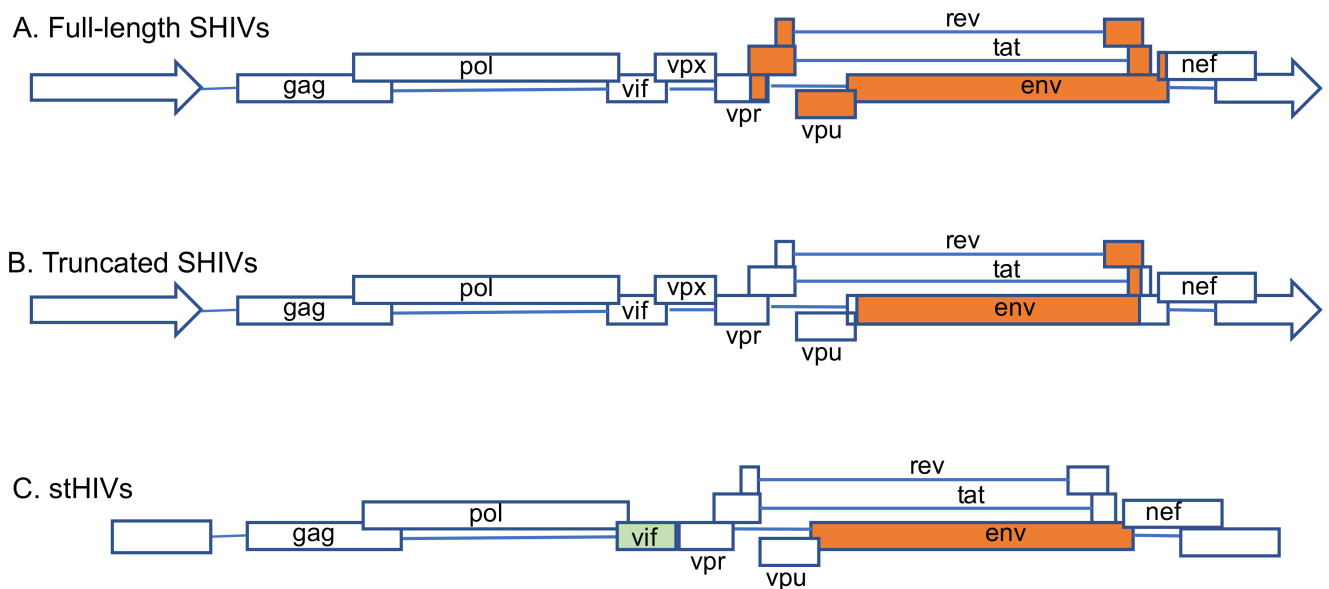 A. Full-length SHIVs
rev
tat
pol
vpx
nef
gag
vif
env
vpr
vpu
B. Truncated SHIVs
rev
tat
pol
vpx
nef
gag
vif
env
vpr
vpu
C. stHIVs
rev
tat
pol
nef
gag
vif
env
vpr
vpu